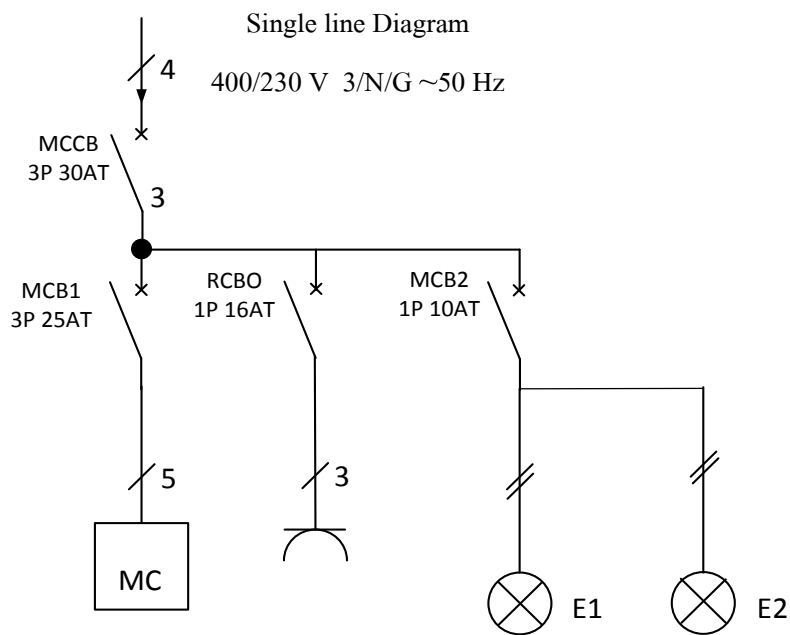 Single line Diagram
4
400/230 V 3/N/G ~50 Hz
MCCB
3P 30AT
3
MCB1
3P 25AT
RCBO
1P 16AT
MCB2
1P 10AT
5
3
MC
E1
E2